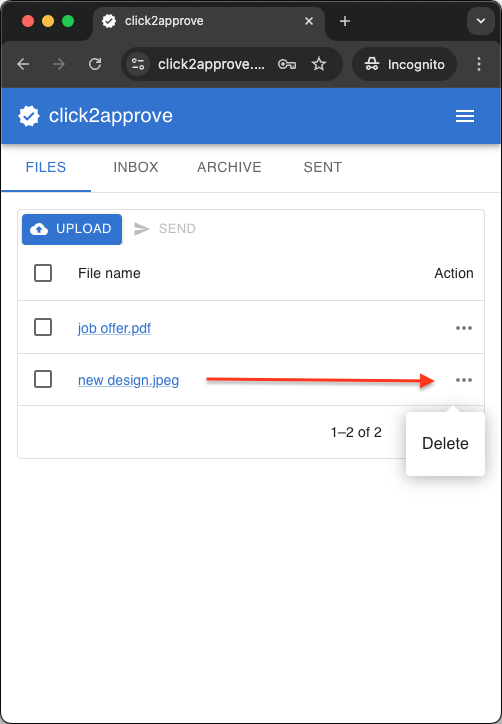 click2approve
click2approve....
Incognito
click2approve
FILES INBOX ARCHIVE SENT
UPLOAD SEND
File name Action
job offer.pdf
new design.jpeg
1–2 of 2
Delete